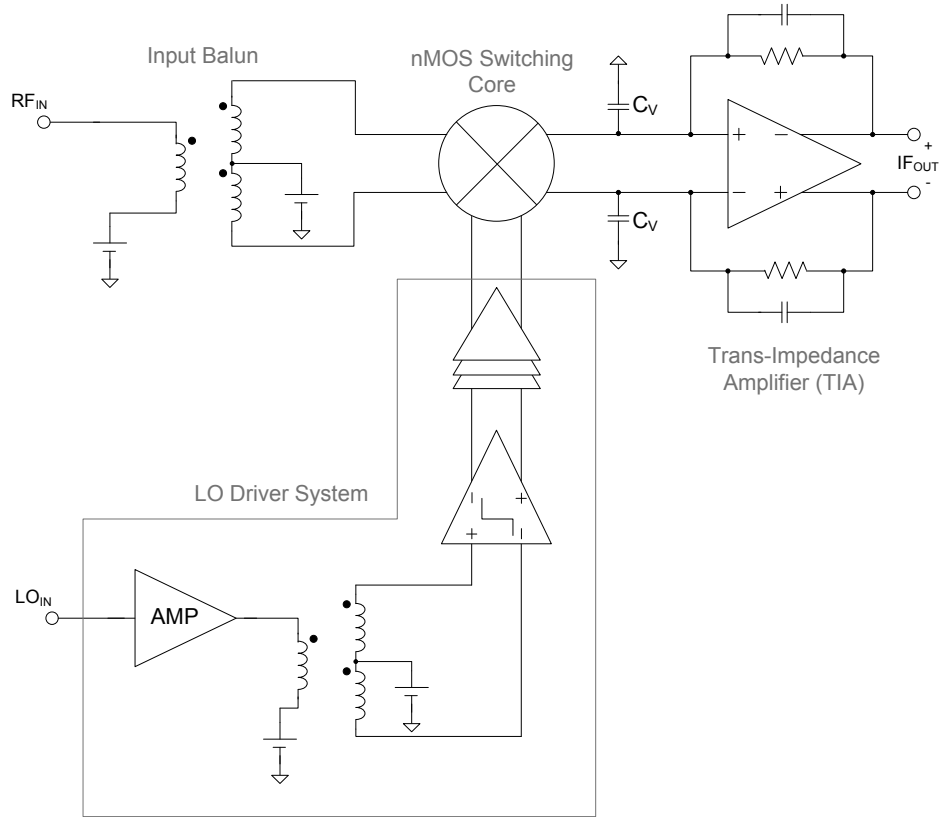 Input Balun
nMOS Switching
Core
RF_IN
C_V
+ −
− +
+
IF_OUT
-
C_V
Trans-Impedance
Amplifier (TIA)
LO Driver System
− +
+ −
LO_IN
AMP